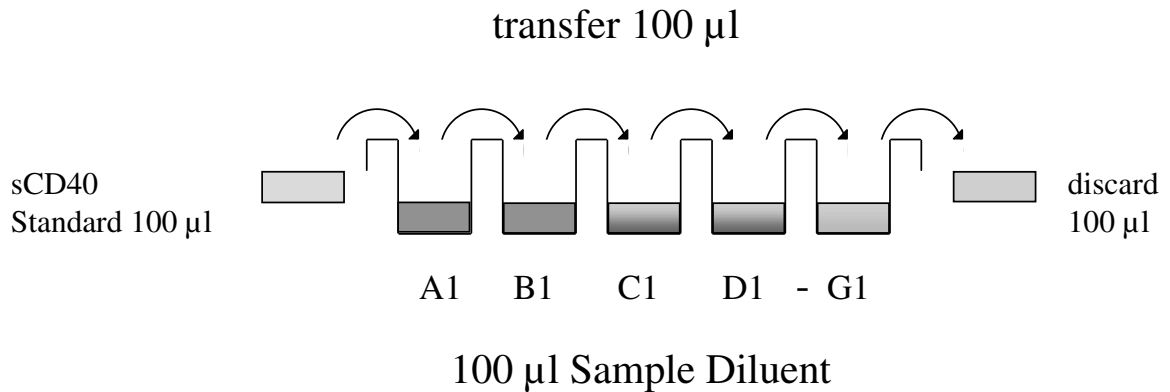 transfer 100 µl
sCD40
Standard 100 µl
discard
100 µl
A1 B1 C1 D1 - G1
100 µl Sample Diluent